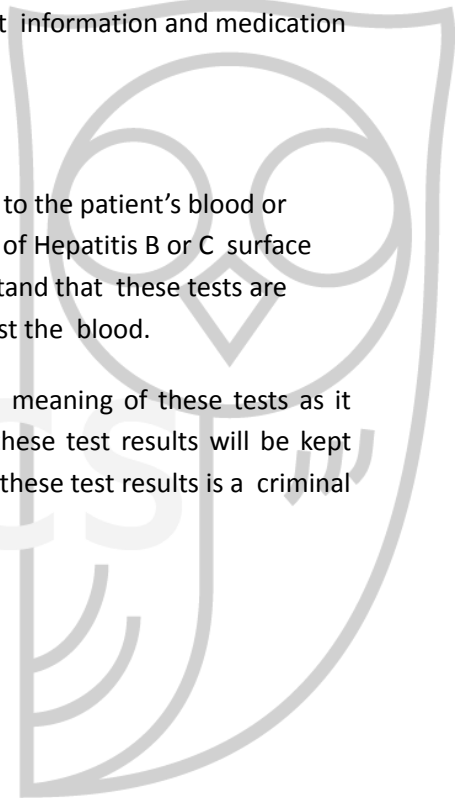 t information and medication
to the patient’s blood or
of Hepatitis B or C surface
tand that these tests are
st the blood.
meaning of these tests as it
hese test results will be kept
these test results is a criminal
cs